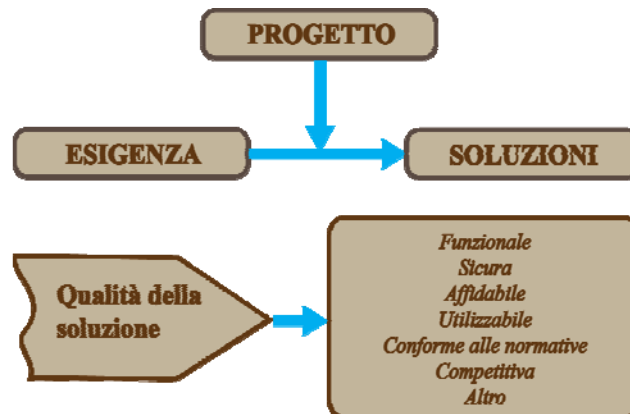 PROGETTO
ESIGENZA
SOLUZIONI
Qualità della
soluzione
Funzionale
Sicura
Affidabile
Utilizzabile
Conforme alle normative
Competitiva
Altro